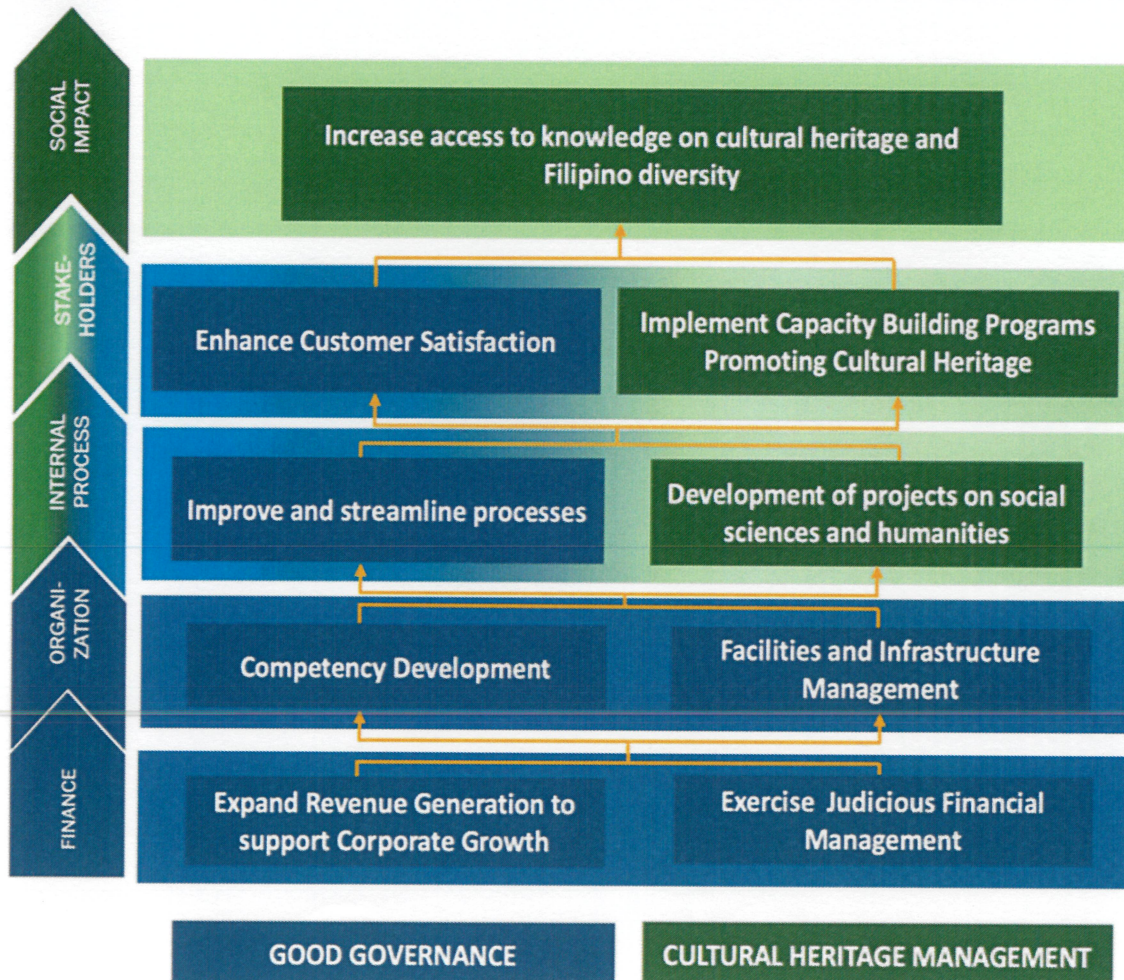 SOCIAL
IMPACT
Increase access to knowledge on cultural heritage and
Filipino diversity
STAKE-
HOLDERS
Enhance Customer Satisfaction
Implement Capacity Building Programs
Promoting Cultural Heritage
INTERNAL
PROCESS
Improve and streamline processes
Development of projects on social
sciences and humanities
ORGANI-
ZATION
Competency Development
Facilities and Infrastructure
Management
FINANCE
Expand Revenue Generation to
support Corporate Growth
Exercise Judicious Financial
Management
GOOD GOVERNANCE
CULTURAL HERITAGE MANAGEMENT